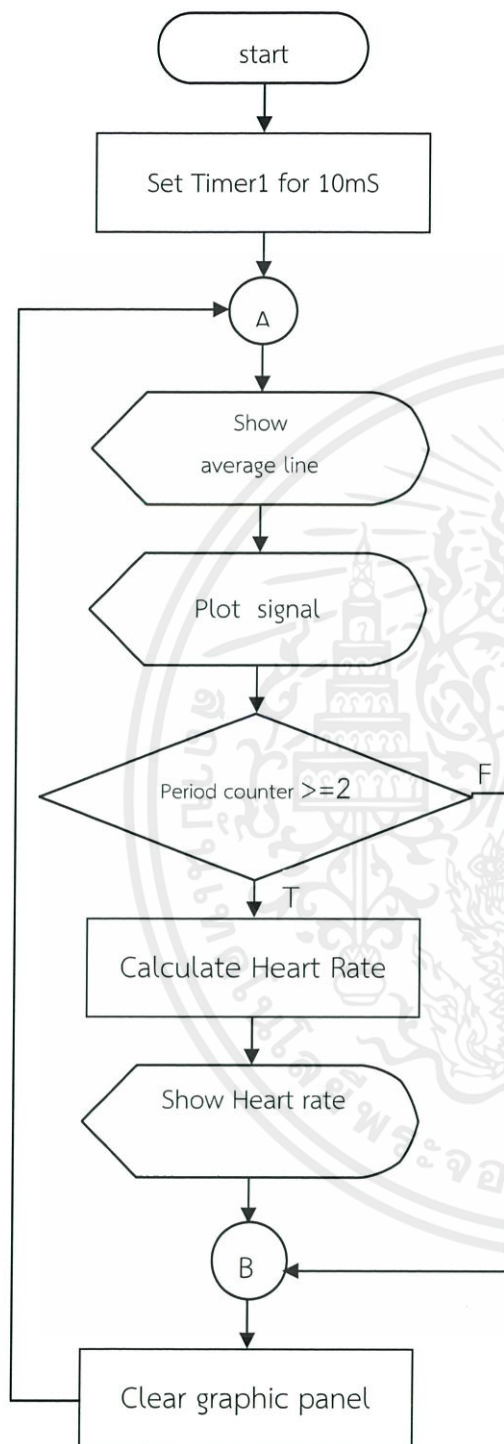 start
Set Timer1 for 10mS
A
Show
average line
Plot signal
Period counter >=2
F
T
Calculate Heart Rate
Show Heart rate
B
Clear graphic panel